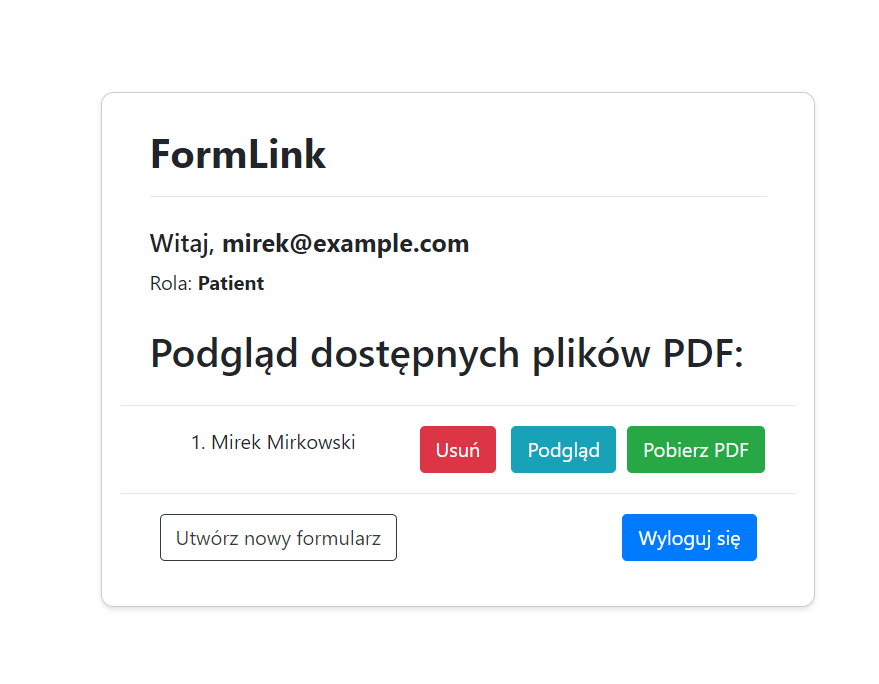 FormLink
Witaj, mirek@example.com
Rola: Patient
Podgląd dostępnych plików PDF:
1. Mirek Mirkowski Usuń Podgląd Pobierz PDF
Utwórz nowy formularz Wyloguj się